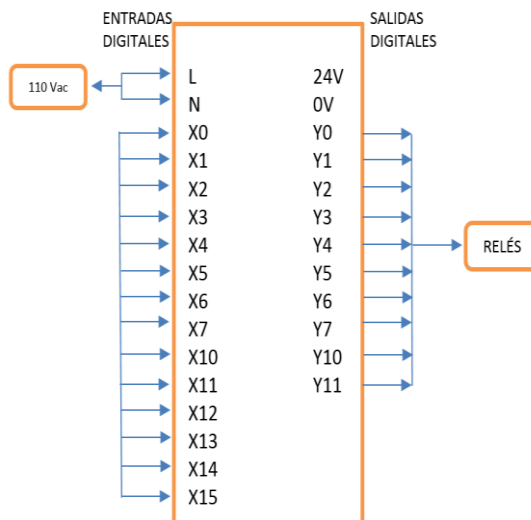 ENTRADAS
DIGITALES
SALIDAS
DIGITALES
110 Vac
L
N
X0
X1
X2
X3
X4
X5
X6
X7
X10
X11
X12
X13
X14
X15
24V
0V
Y0
Y1
Y2
Y3
Y4
Y5
Y6
Y7
Y10
Y11
RELÉS